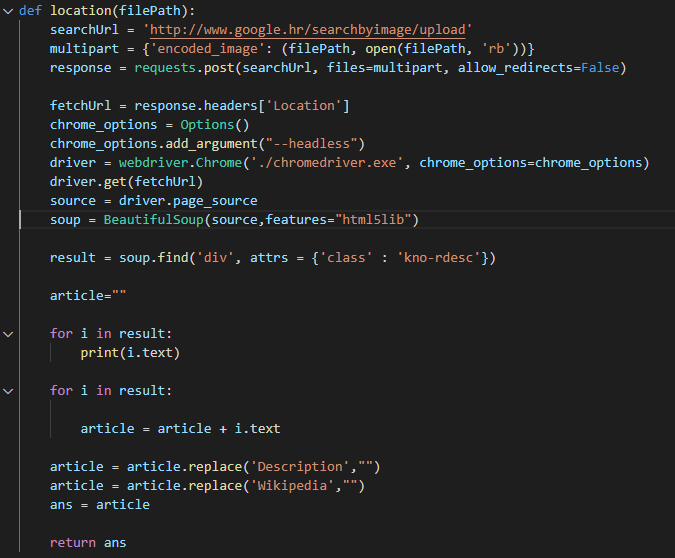 def location(filePath):
    searchUrl = 'http://www.google.hr/searchbyimage/upload'
    multipart = {'encoded_image': (filePath, open(filePath, 'rb'))}
    response = requests.post(searchUrl, files=multipart, allow_redirects=False)

    fetchUrl = response.headers['Location']
    chrome_options = Options()
    chrome_options.add_argument("--headless")
    driver = webdriver.Chrome('./chromedriver.exe', chrome_options=chrome_options)
    driver.get(fetchUrl)
    source = driver.page_source
    soup = BeautifulSoup(source,features="html5lib")

    result = soup.find('div', attrs = {'class' : 'kno-rdesc'})

    article=""

    for i in result:
        print(i.text)

    for i in result:

        article = article + i.text

    article = article.replace('Description',"")
    article = article.replace('Wikipedia',"")
    ans = article

    return ans